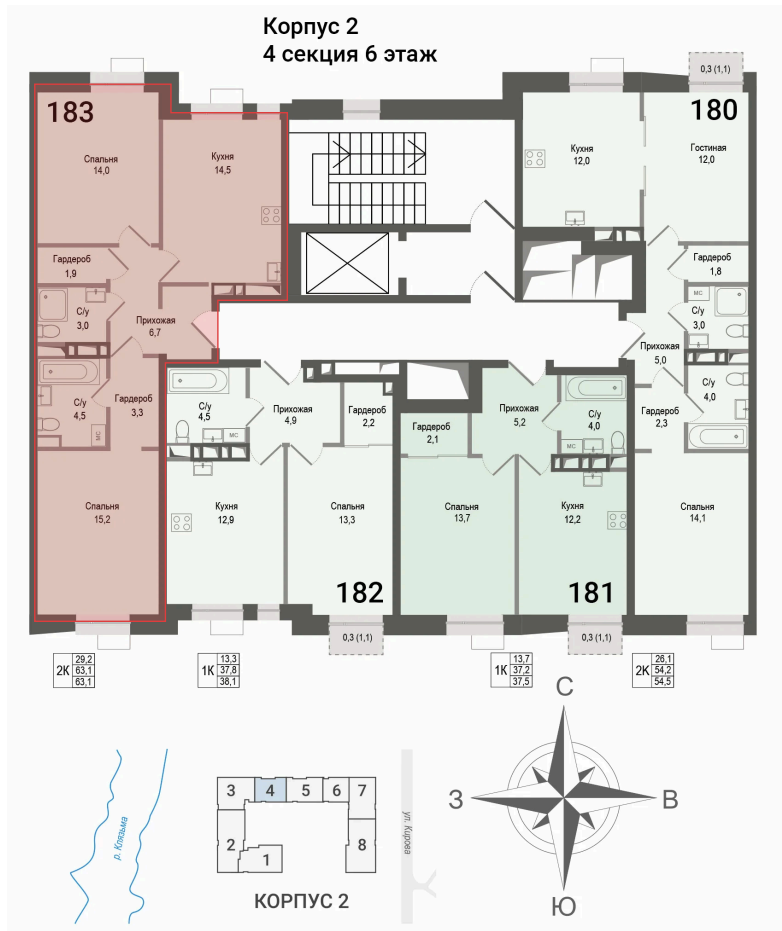 Корпус 2
4 секция 6 этаж
183
Спальня
14,0
Кухня
14,5
Гардероб
1,9
С/у
3,0
Прихожая
6,7
С/у
4,5
МС
Гардероб
3,3
Спальня
15,2
Кухня
12,0
0,3 (1,1)
180
Гостиная
12,0
Гардероб
1,8
МС
С/у
3,0
Прихожая
5,0
С/у
4,0
Гардероб
2,3
Спальня
14,1
С/у
4,5
МС
Прихожая
4,9
Гардероб
2,2
Кухня
12,9
Спальня
13,3
182
0,3 (1,1)
Гардероб
2,1
Прихожая
5,2
С/у
4,0
МС
Спальня
13,7
Кухня
12,2
181
0,3 (1,1)
2К
29,2
63,1
63,1
1К
13,3
37,8
38,1
1К
13,7
37,2
37,5
2К
26,1
54,2
54,5
р. Клязьма
3
4
5
6
7
2
1
8
КОРПУС 2
ул. Кирова
С
З
В
Ю